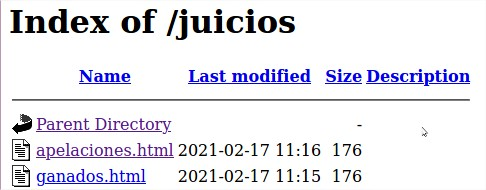 Index of /juicios
Name Last modified Size Description
Parent Directory -
apelaciones.html 2021-02-17 11:16 176
ganados.html 2021-02-17 11:15 176